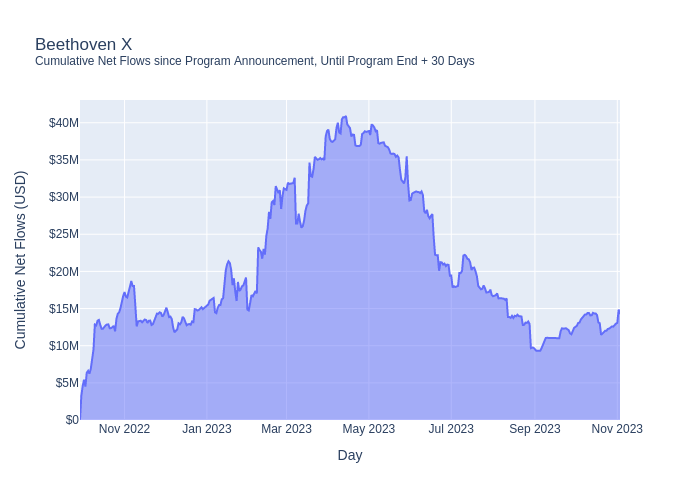 Beethoven X
Cumulative Net Flows since Program Announcement, Until Program End + 30 Days
Cumulative Net Flows (USD)
$40M
$35M
$30M
$25M
$20M
$15M
$10M
$5M
$0
Nov 2022 Jan 2023 Mar 2023 May 2023 Jul 2023 Sep 2023 Nov 2023
Day